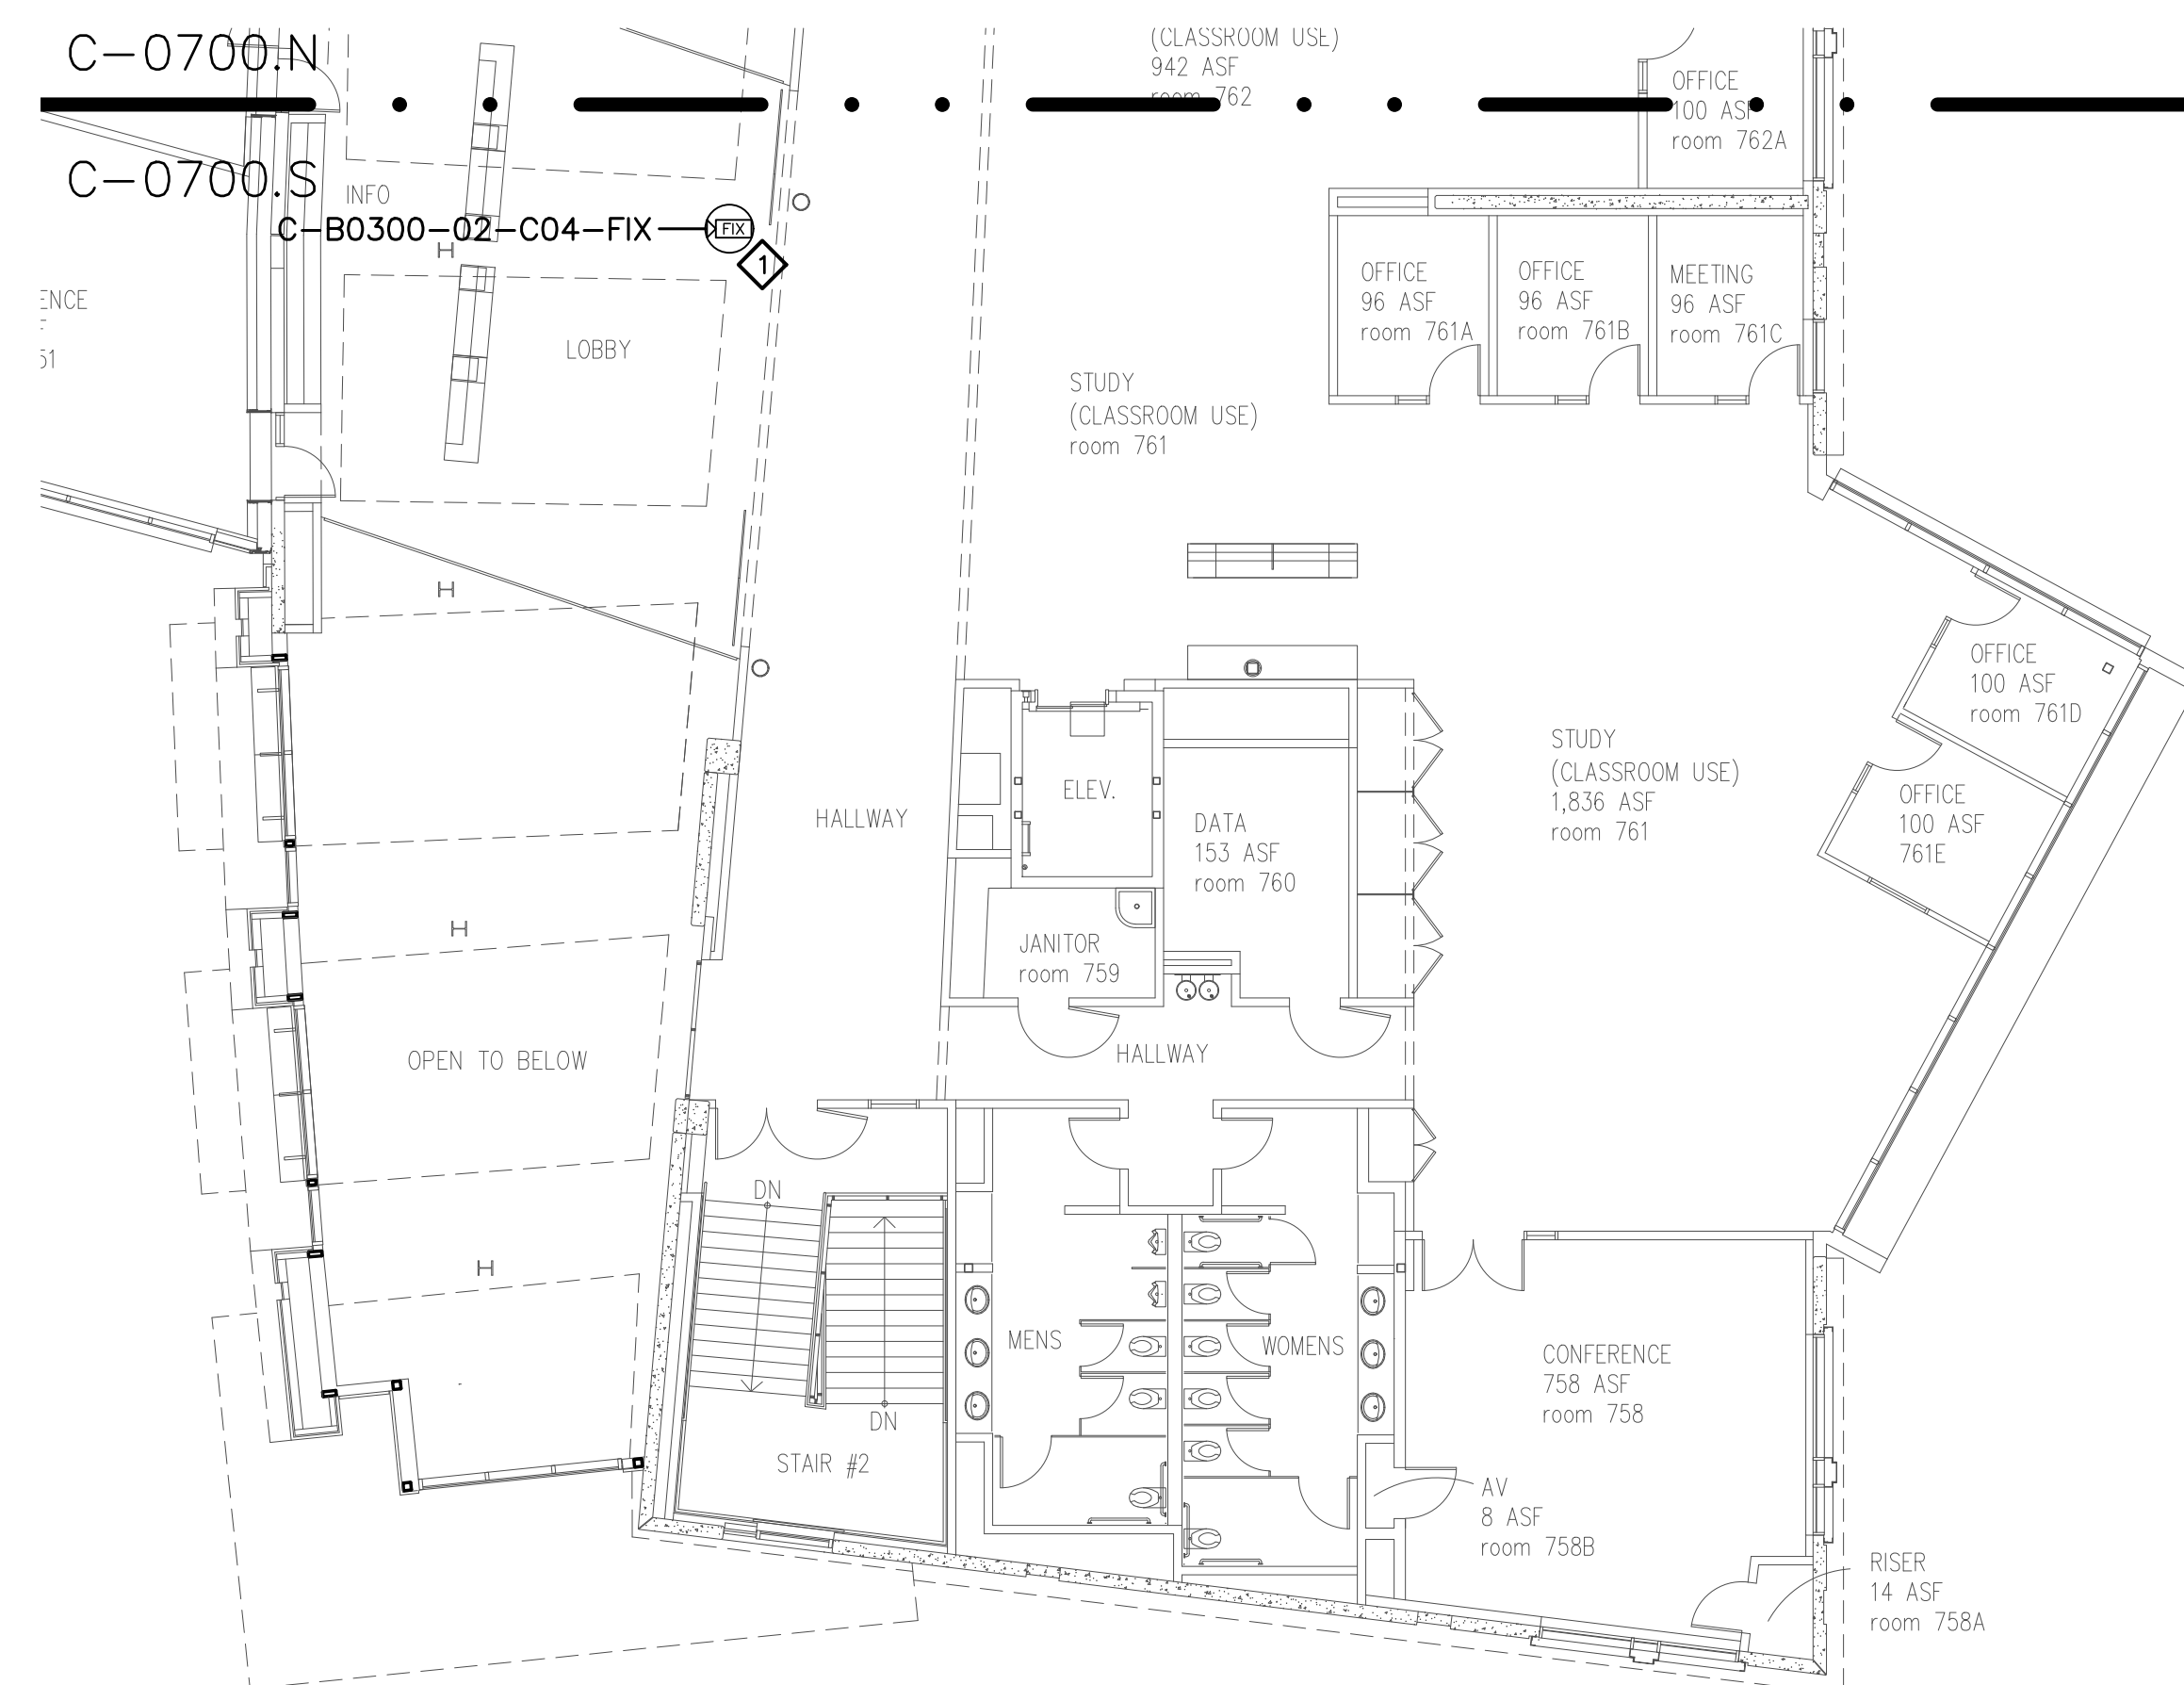 C-0700.N
(CLASSROOM USE)
942 ASF
room 762
OFFICE
100 ASF
room 762A
C-0700.S
INFO
C-B0300-02-C04-FIX
FIX
1
H
LOBBY
51
OFFICE
96 ASF
room 761A
OFFICE
96 ASF
room 761B
MEETING
96 ASF
room 761C
STUDY
(CLASSROOM USE)
room 761
H
OFFICE
100 ASF
room 761D
STUDY
(CLASSROOM USE)
1,836 ASF
room 761
OFFICE
100 ASF
761E
HALLWAY
ELEV.
DATA
153 ASF
room 760
H
JANITOR
room 759
OPEN TO BELOW
HALLWAY
DN
H
MENS
WOMENS
CONFERENCE
758 ASF
room 758
DN
STAIR #2
AV
8 ASF
room 758B
RISER
14 ASF
room 758A